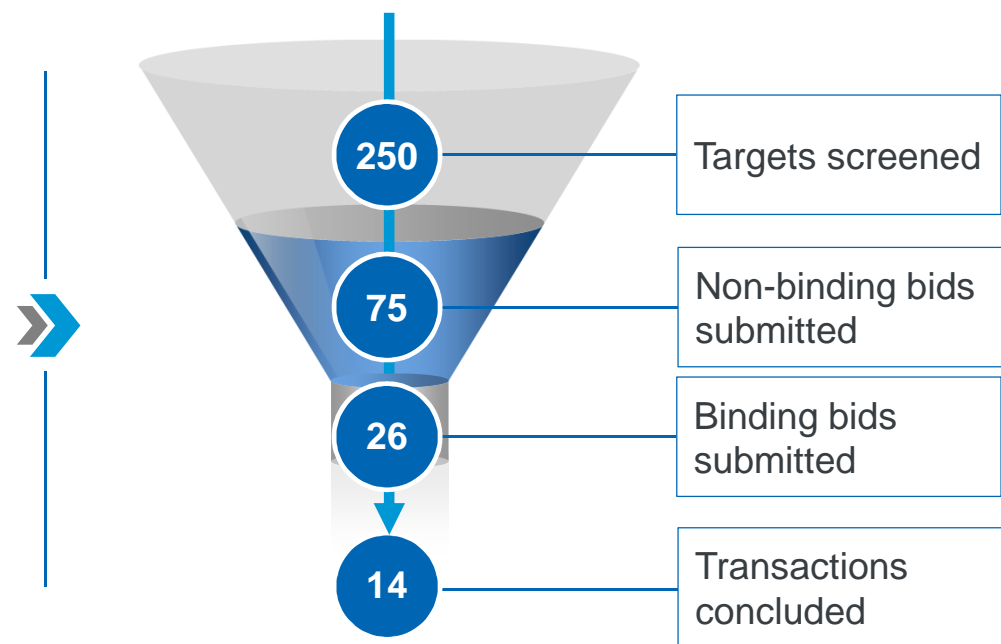 250
Targets screened
75
Non-binding bids
submitted
26
Binding bids
submitted
14
Transactions
concluded